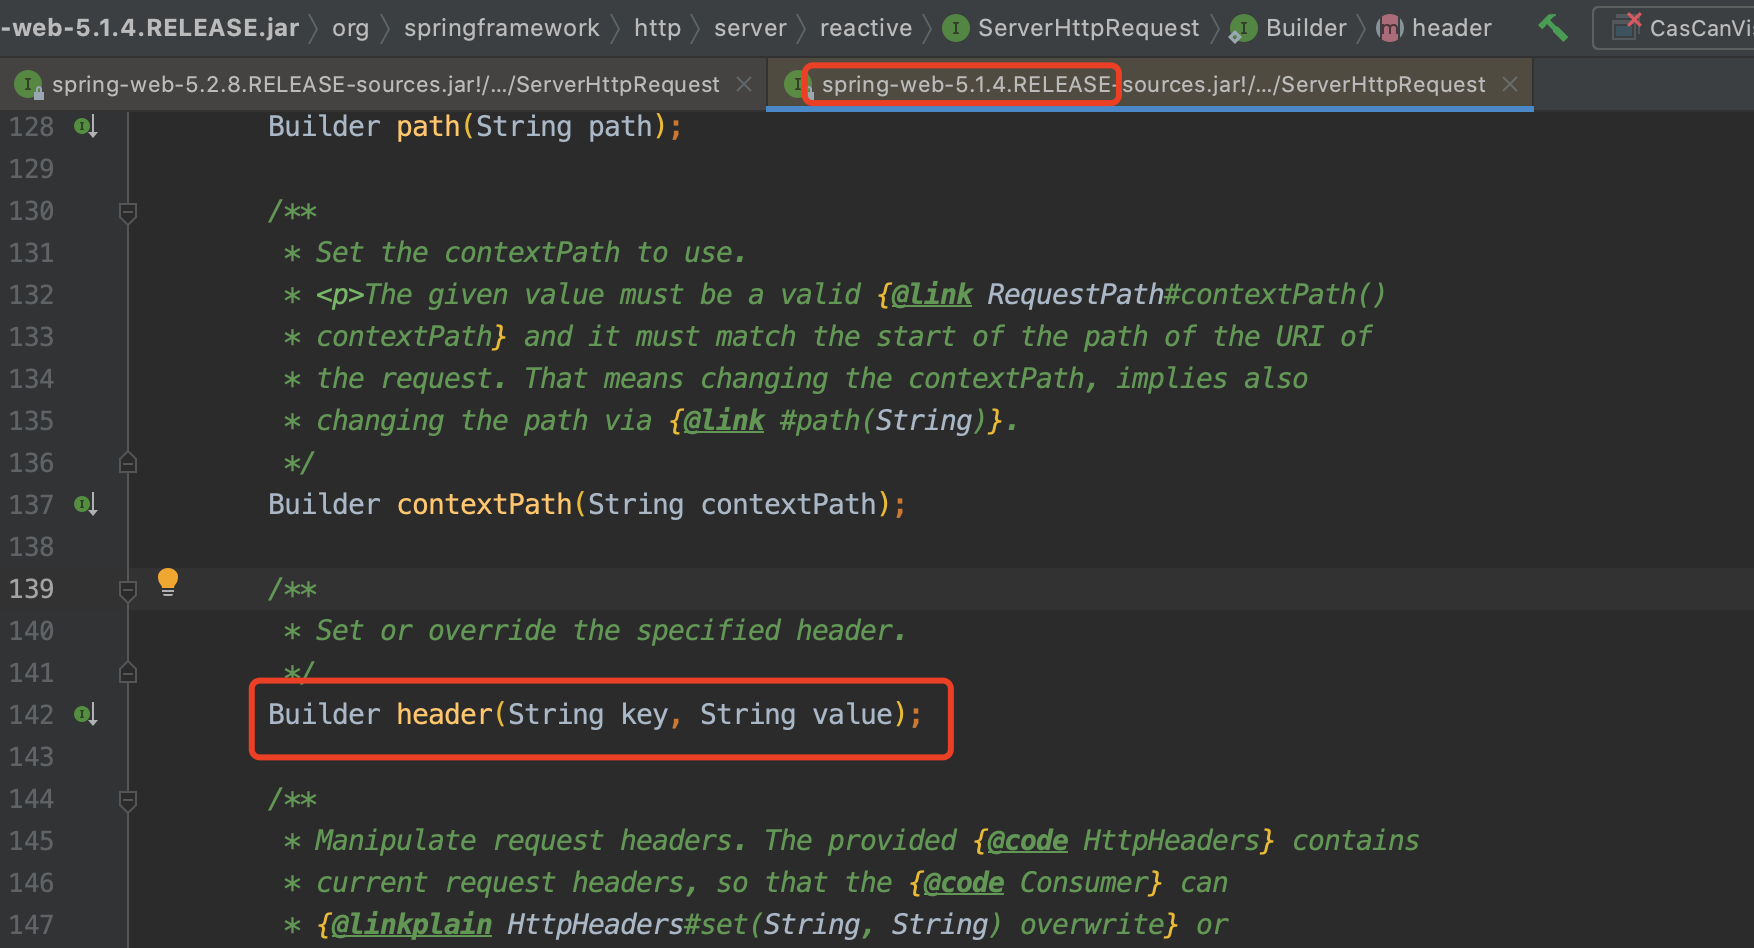 -web-5.1.4.RELEASE.jar org springframework http server reactive I ServerHttpRequest I Builder m header CasCanVi
I spring-web-5.2.8.RELEASE-sources.jar!/.../ServerHttpRequest I spring-web-5.1.4.RELEASE-sources.jar!/.../ServerHttpRequest
128 Builder path(String path);
129
130 /**
131 * Set the contextPath to use.
132 * <p>The given value must be a valid {@link RequestPath#contextPath()
133 * contextPath} and it must match the start of the path of the URI of
134 * the request. That means changing the contextPath, implies also
135 * changing the path via {@link #path(String)}.
136 */
137 Builder contextPath(String contextPath);
138
139 /**
140 * Set or override the specified header.
141 */
142 Builder header(String key, String value);
143
144 /**
145 * Manipulate request headers. The provided {@code HttpHeaders} contains
146 * current request headers, so that the {@code Consumer} can
147 * {@linkplain HttpHeaders#set(String, String) overwrite} or